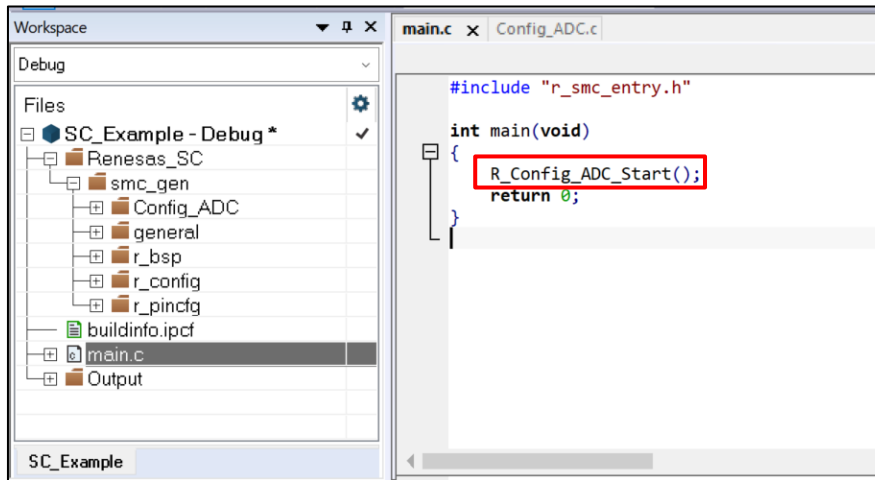 Workspace
Debug
Files
SC_Example - Debug *
Renesas_SC
smc_gen
Config_ADC
general
r_bsp
r_config
r_pincfg
buildinfo.ipcf
main.c
Output
SC_Example
main.c x Config_ADC.c
#include "r_smc_entry.h"
int main(void)
{
R_Config_ADC_Start();
return 0;
}